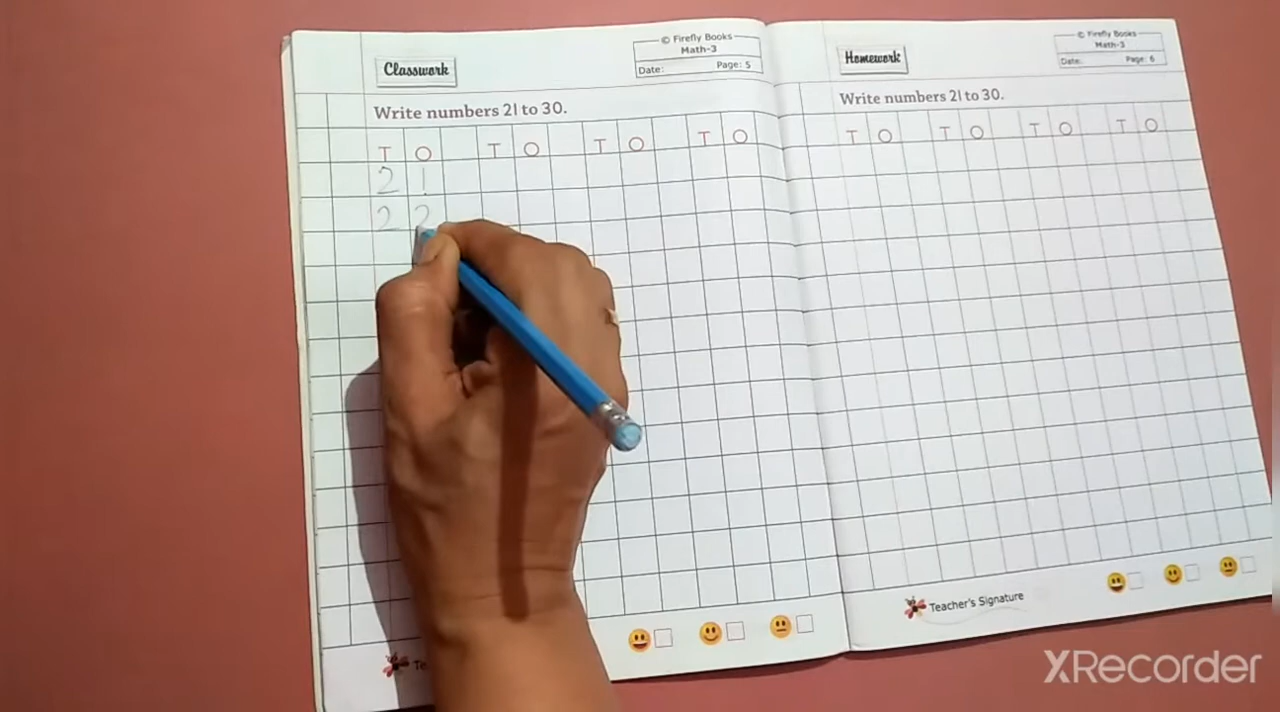 Classwork
© Firefly Books
Math-3
Date: Page: 5
Write numbers 21 to 30.
T O T O T O T O
2 1
2 2
Homework
© Firefly Books
Math-3
Date: Page: 6
Write numbers 21 to 30.
T O T O T O T O
Teacher's Signature
XRecorder